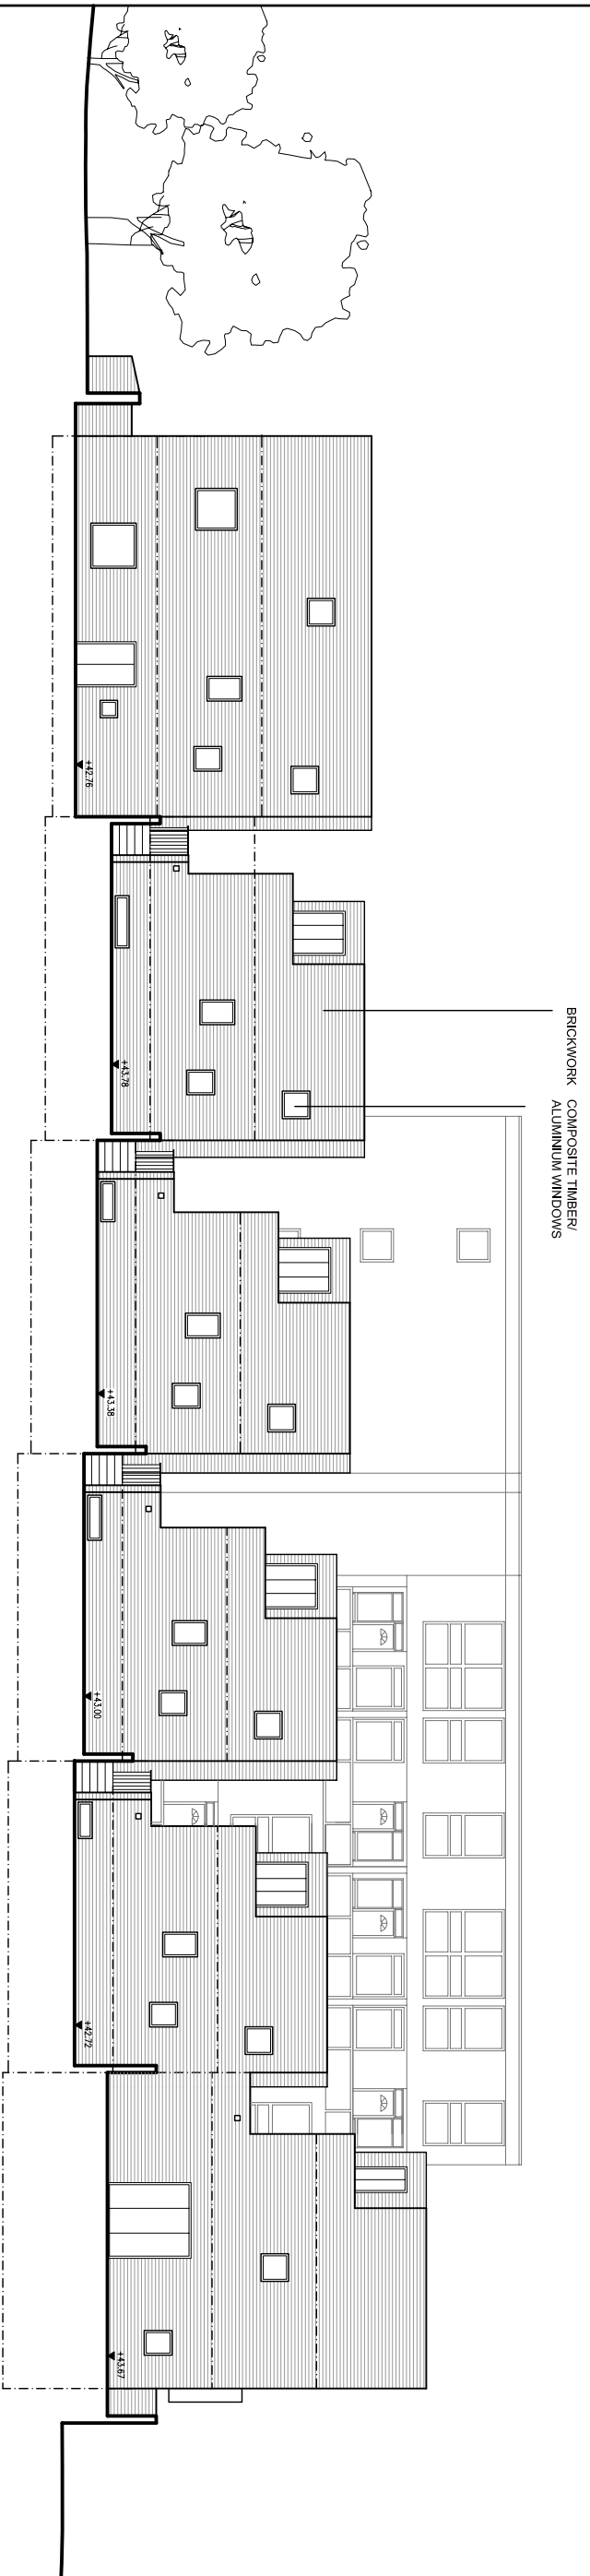 BRICKWORK
COMPOSITE TIMBER/
ALUMINIUM WINDOWS
+42.76
+43.78
+43.38
+43.00
+42.72
+43.67